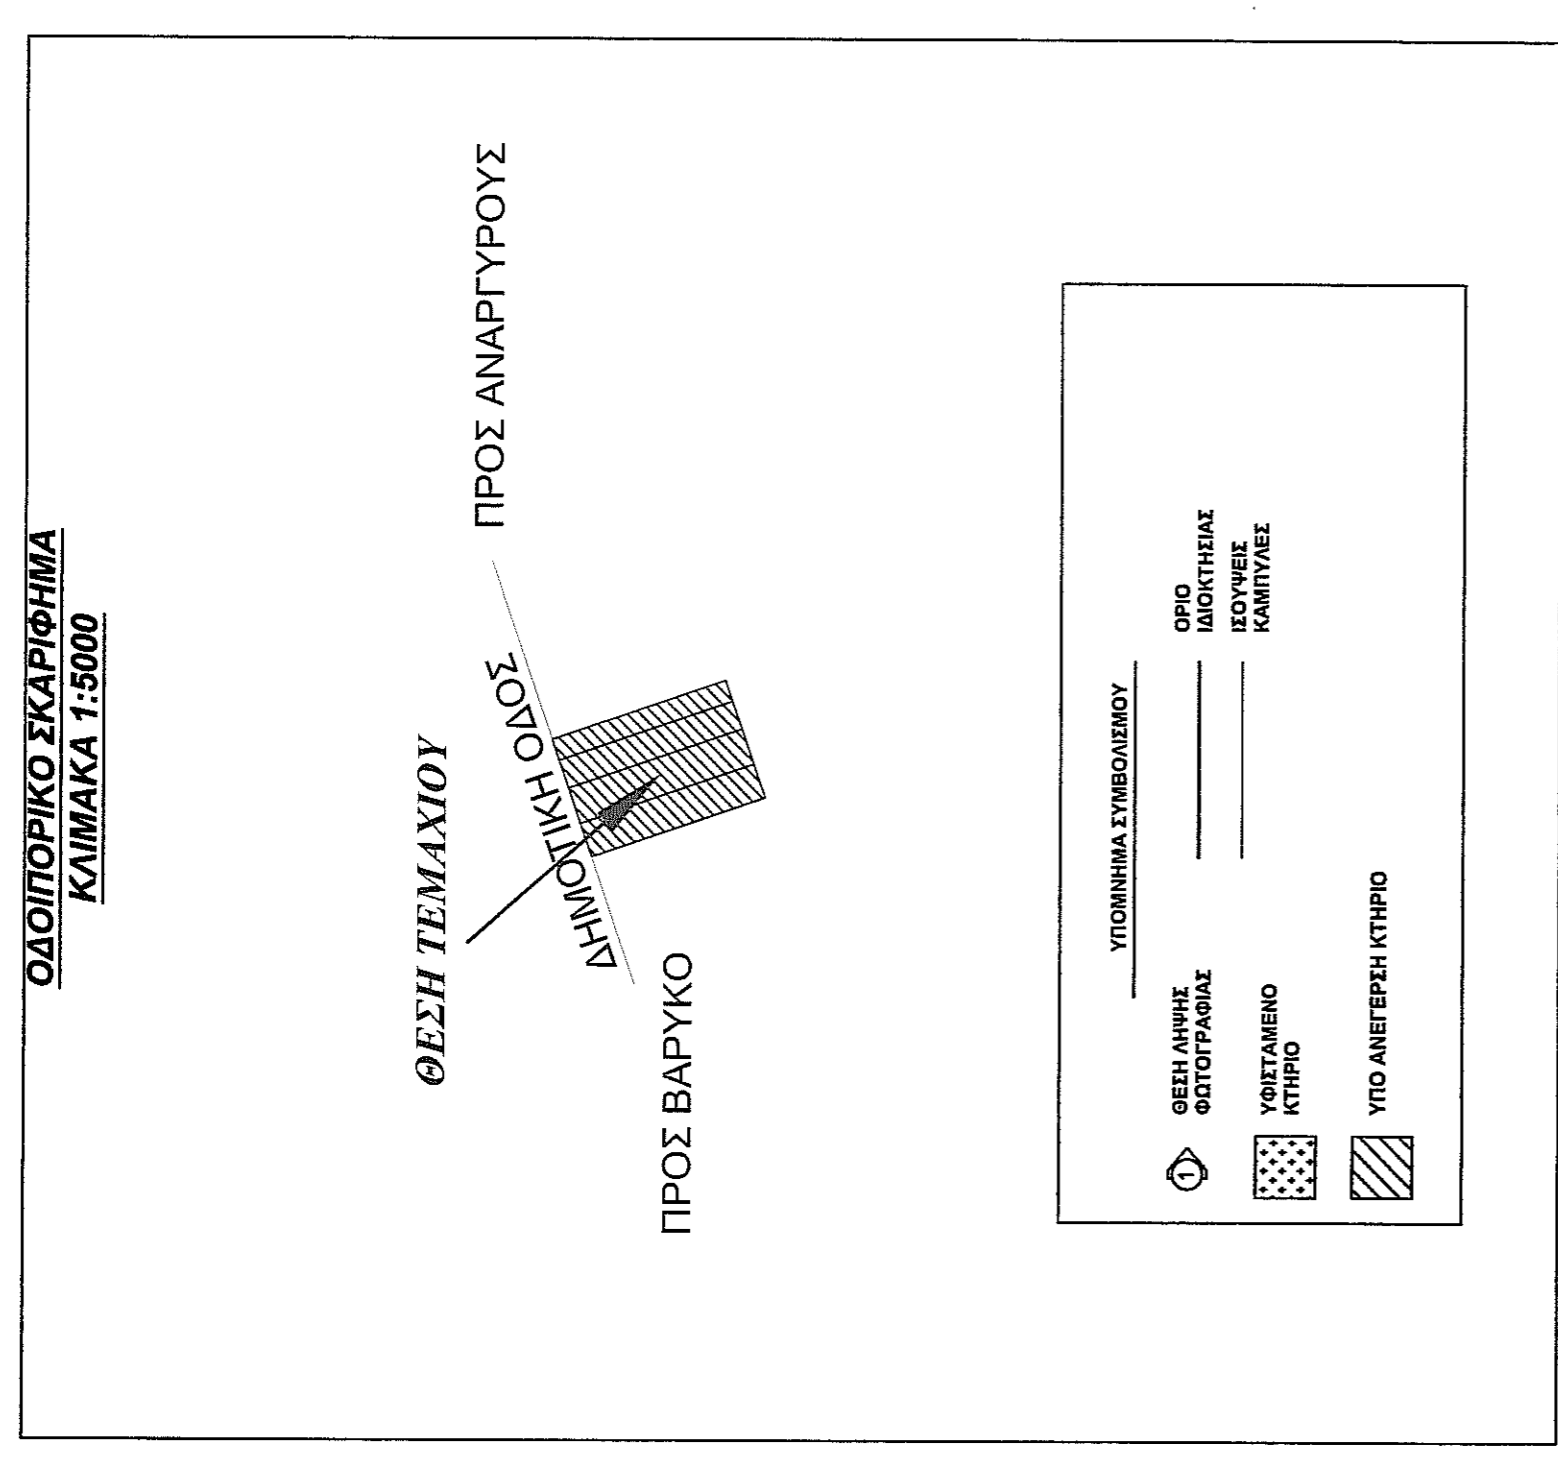 ΟΔΟΙΠΟΡΙΚΟ ΣΚΑΡΙΦΗΜΑ
ΚΛΙΜΑΚΑ 1:5000
ΘΕΣΗ ΤΕΜΑΧΙΟΥ
ΠΡΟΣ ΑΝΑΡΓΥΡΟΥΣ
ΔΗΜΟΤΙΚΗ ΟΔΟΣ
ΠΡΟΣ ΒΑΡΥΚΟ
ΥΠΟΜΝΗΜΑ ΣΥΜΒΟΛΙΣΜΟΥ
1
ΘΕΣΗ ΛΗΨΗΣ
ΦΩΤΟΓΡΑΦΙΑΣ
ΥΦΙΣΤΑΜΕΝΟ
ΚΤΗΡΙΟ
ΥΠΟ ΑΝΕΓΕΡΣΗ ΚΤΗΡΙΟ
ΟΡΙΟ
ΙΔΙΟΚΤΗΣΙΑΣ
ΙΣΟΥΨΕΙΣ
ΚΑΜΠΥΛΕΣ